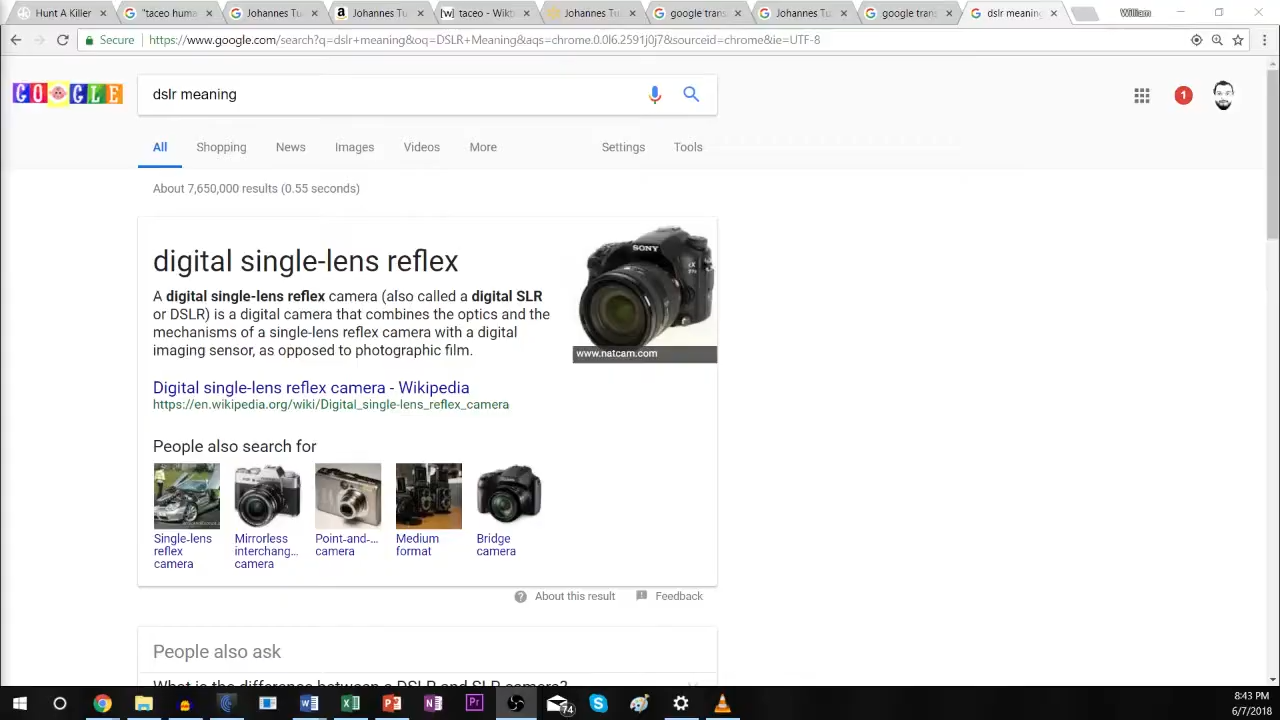 Hunt A Killer
"taceo human
Johannes Tu
Johannes Tu
taceo - Wikt
Johannes Tu
google trans
Johannes Tu
google trans
dslr meaning
William
Secure
https://www.google.com/search?q=dslr+meaning&oq=DSLR+Meaning&aqs=chrome.0.0l6.2591j0j7&sourceid=chrome&ie=UTF-8
GOOGLE
dslr meaning
1
All
Shopping
News
Images
Videos
More
Settings
Tools
About 7,650,000 results (0.55 seconds)
digital single-lens reflex
A digital single-lens reflex camera (also called a digital SLR
or DSLR) is a digital camera that combines the optics and the
mechanisms of a single-lens reflex camera with a digital
imaging sensor, as opposed to photographic film.
SONY
www.natcam.com
Digital single-lens reflex camera - Wikipedia
https://en.wikipedia.org/wiki/Digital_single-lens_reflex_camera
People also search for
Single-lens
reflex
camera
Mirrorless
interchang...
camera
Point-and-...
camera
Medium
format
Bridge
camera
About this result
Feedback
People also ask
What is the difference between a DSLR and SLR camera?
74
8:43 PM
6/7/2018